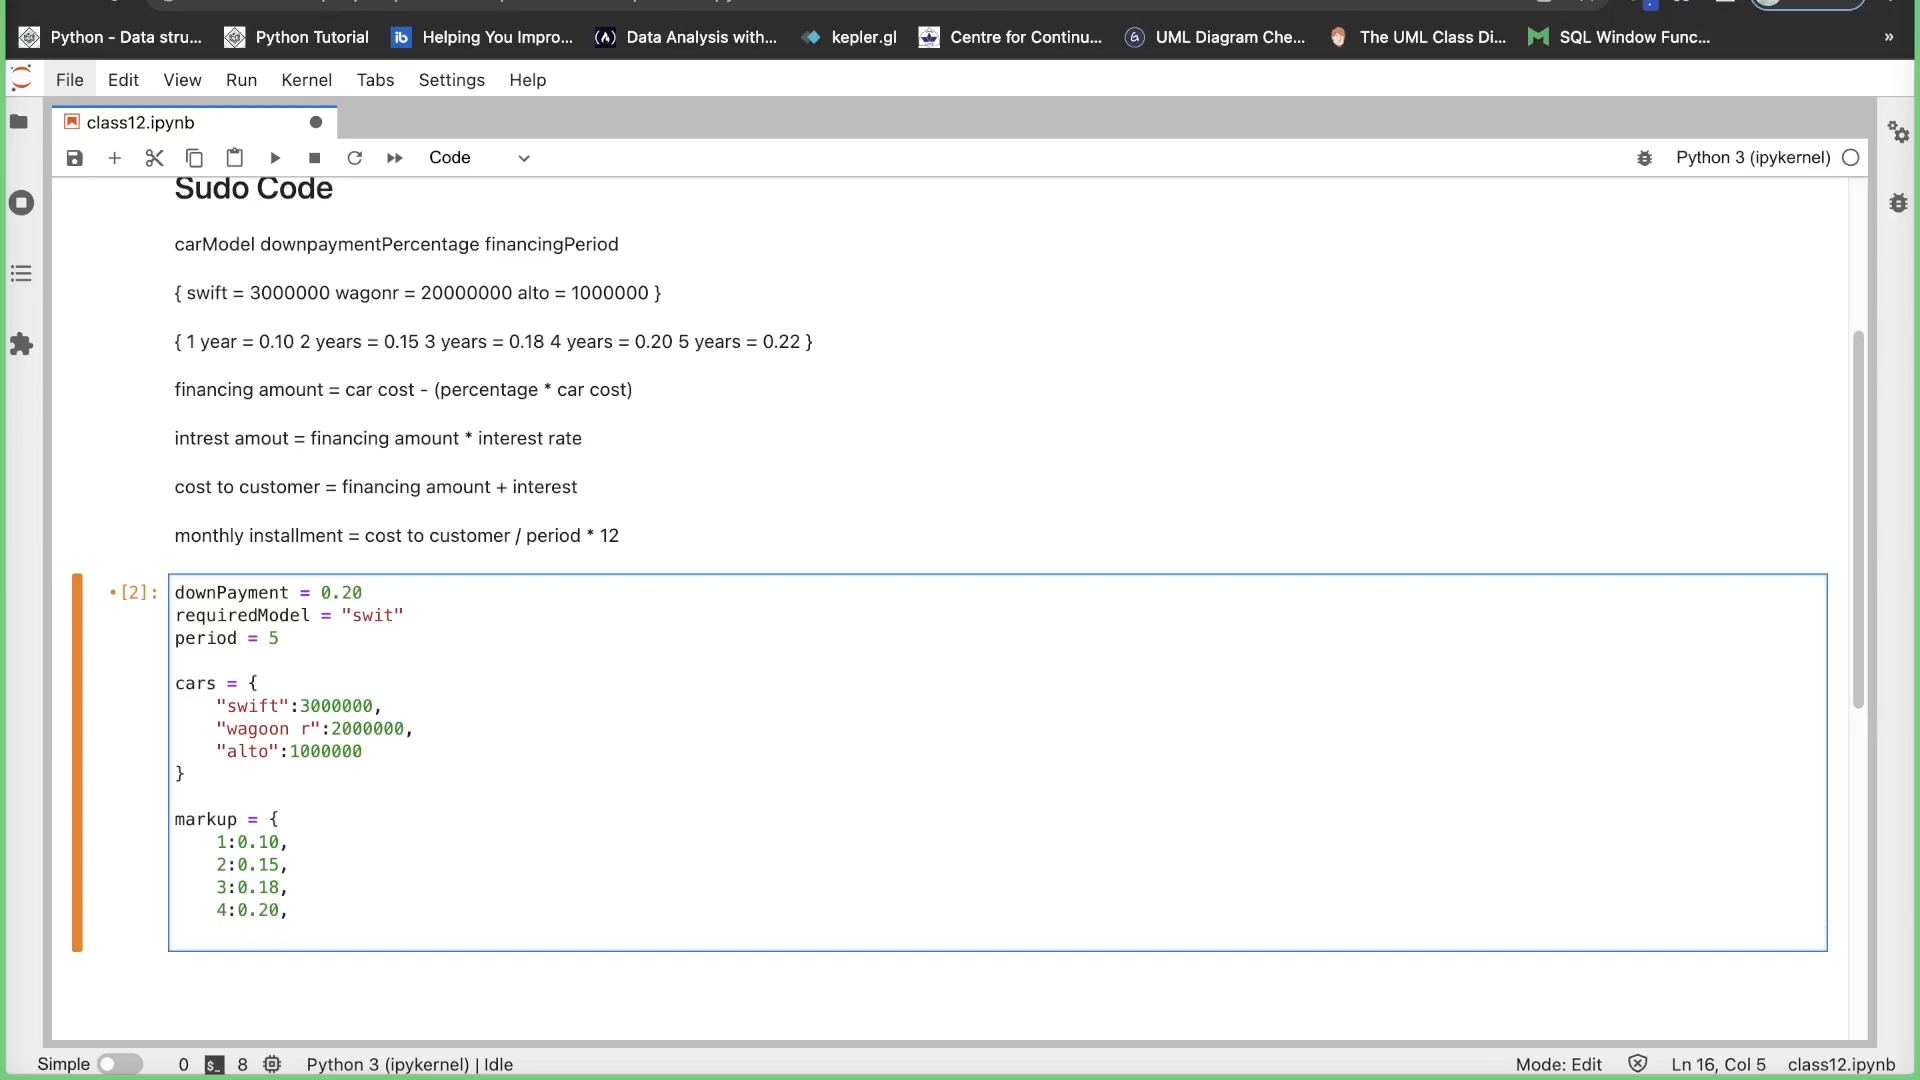 Python - Data stru...
Python Tutorial
Helping You Impro...
Data Analysis with...
kepler.gl
Centre for Continu...
UML Diagram Che...
The UML Class Di...
SQL Window Func...
»
File Edit View Run Kernel Tabs Settings Help
class12.ipynb
Code
Python 3 (ipykernel)
Sudo Code
carModel downpaymentPercentage financingPeriod
{ swift = 3000000 wagonr = 20000000 alto = 1000000 }
{ 1 year = 0.10 2 years = 0.15 3 years = 0.18 4 years = 0.20 5 years = 0.22 }
financing amount = car cost - (percentage * car cost)
intrest amout = financing amount * interest rate
cost to customer = financing amount + interest
monthly installment = cost to customer / period * 12
[2]:
downPayment = 0.20
requiredModel = "swit"
period = 5
cars = {
"swift":3000000,
"wagoon r":2000000,
"alto":1000000
}
markup = {
1:0.10,
2:0.15,
3:0.18,
4:0.20,
Simple 0 $_ 8 Python 3 (ipykernel) | Idle Mode: Edit Ln 16, Col 5 class12.ipynb